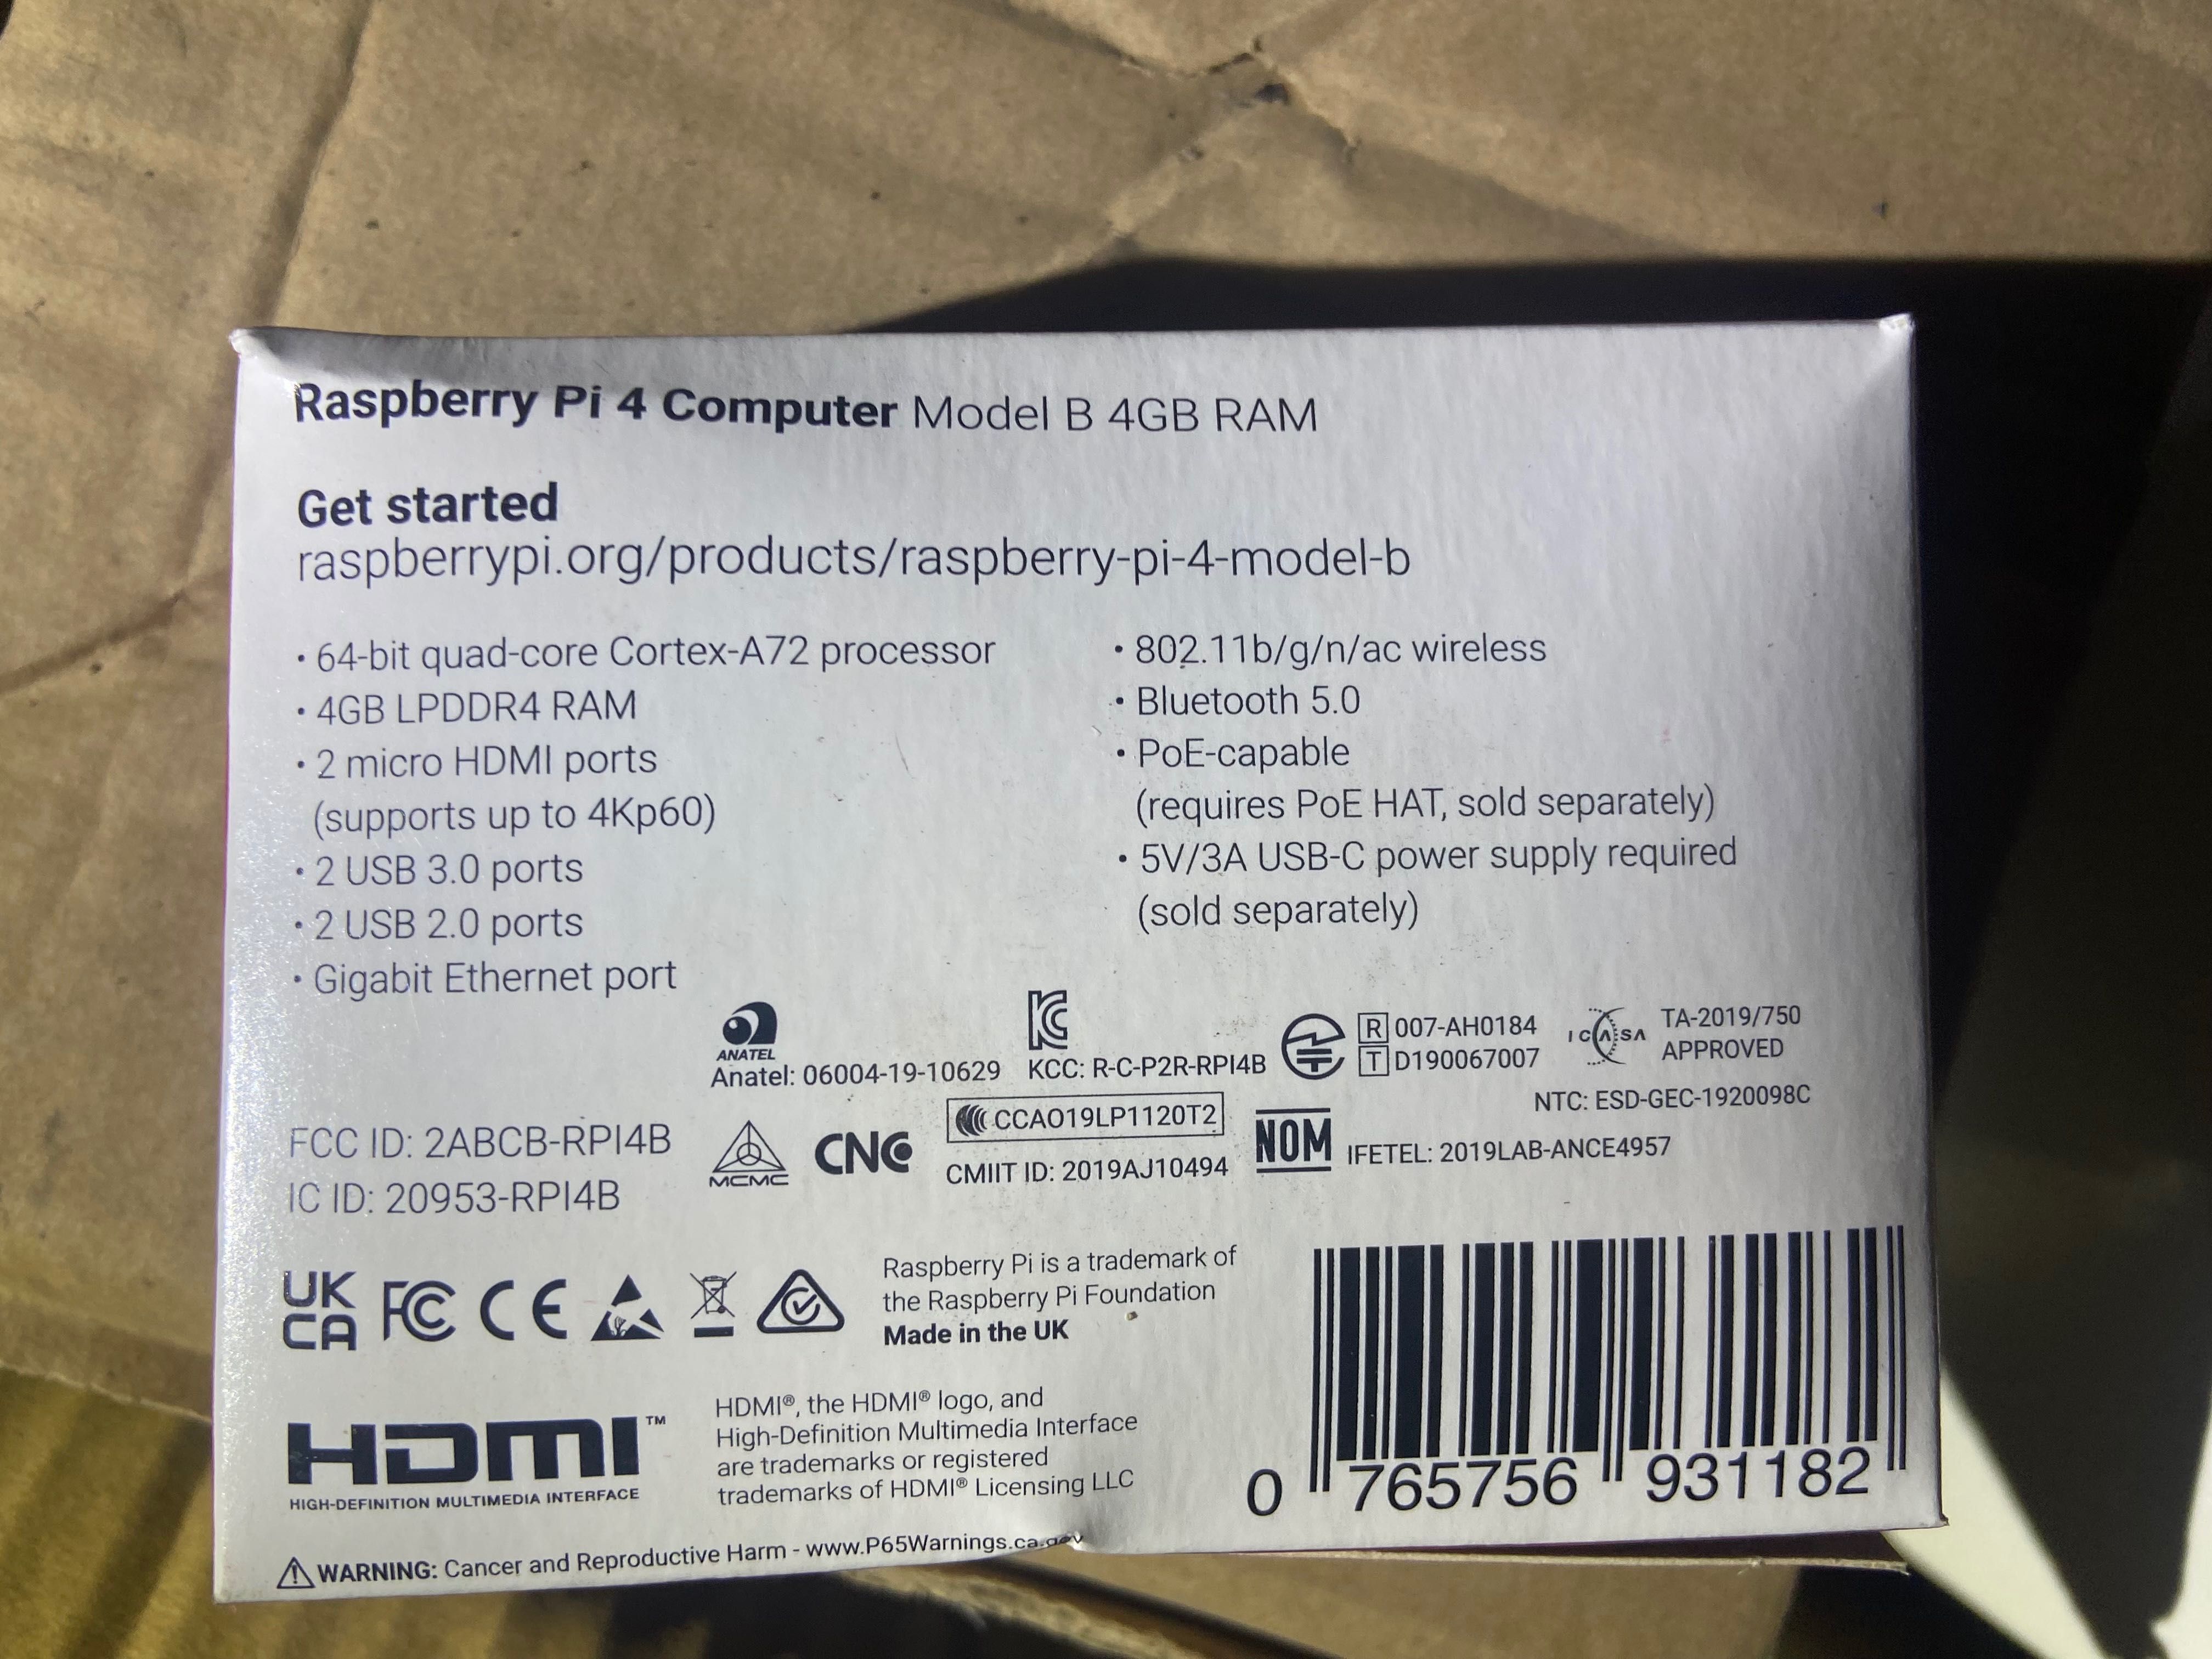 Raspberry Pi 4 Computer Model B 4GB RAM
Get started
raspberrypi.org/products/raspberry-pi-4-model-b
· 64-bit quad-core Cortex-A72 processor
· 4GB LPDDR4 RAM
· 2 micro HDMI ports
(supports up to 4Kp60)
· 2 USB 3.0 ports
· 2 USB 2.0 ports
· Gigabit Ethernet port
· 802.11b/g/n/ac wireless
· Bluetooth 5.0
· PoE-capable
(requires PoE HAT, sold separately)
· 5V/3A USB-C power supply required
(sold separately)
ANATEL
Anatel: 06004-19-10629
KC
KCC: R-C-P2R-RPI4B
R 007-AH0184
T D190067007
ICASA
TA-2019/750
APPROVED
NTC: ESD-GEC-1920098C
FCC ID: 2ABCB-RPI4B
IC ID: 20953-RPI4B
MCMC
CNC
CCAO19LP1120T2
CMIIT ID: 2019AJ10494
NOM
IFETEL: 2019LAB-ANCE4957
UK
CA
FC
CE
Raspberry Pi is a trademark of
the Raspberry Pi Foundation
Made in the UK
HDMI™
HIGH-DEFINITION MULTIMEDIA INTERFACE
HDMI®, the HDMI® logo, and
High-Definition Multimedia Interface
are trademarks or registered
trademarks of HDMI® Licensing LLC
0 765756 931182
WARNING: Cancer and Reproductive Harm - www.P65Warnings.ca.gov